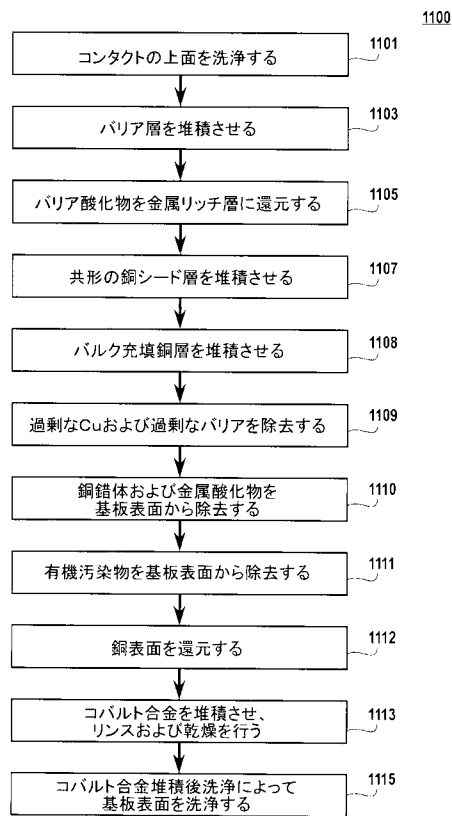 1100
コンタクトの上面を洗浄する
1101
バリア層を堆積させる
1103
バリア酸化物を金属リッチ層に還元する
1105
共形の銅シード層を堆積させる
1107
バルク充填銅層を堆積させる
1108
過剰なCuおよび過剰なバリアを除去する
1109
銅錯体および金属酸化物を
基板表面から除去する
1110
有機汚染物を基板表面から除去する
1111
銅表面を還元する
1112
コバルト合金を堆積させ、
リンスおよび乾燥を行う
1113
コバルト合金堆積後洗浄によって
基板表面を洗浄する
1115